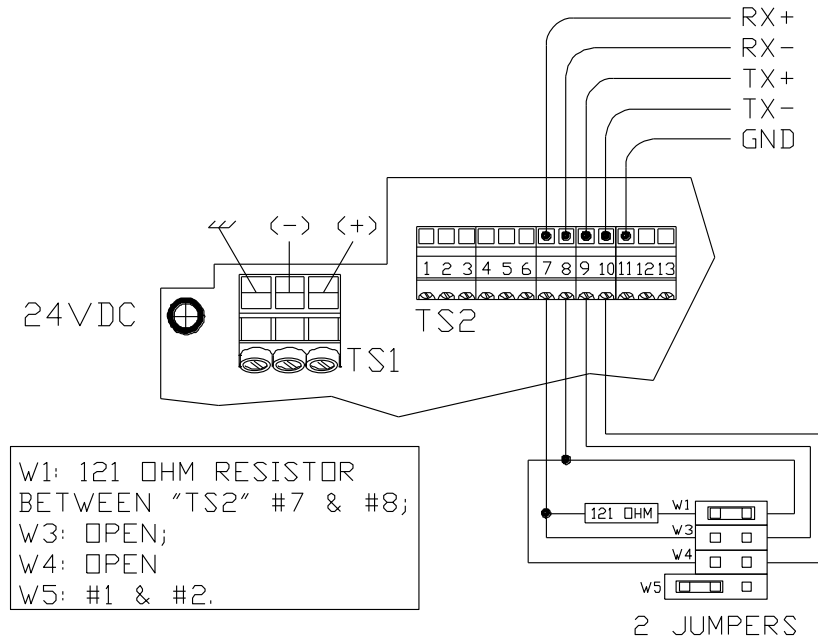 RX+
RX-
TX+
TX-
GND
(-) (+)
1 2 3 4 5 6 7 8 9 10 11 12 13
24VDC
TS2
TS1
W1: 121 OHM RESISTOR
BETWEEN "TS2" #7 & #8;
W3: OPEN;
W4: OPEN
W5: #1 & #2.
121 OHM
W1
W3
W4
W5
2 JUMPERS